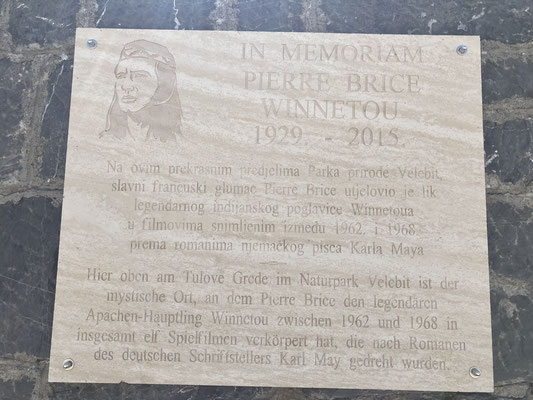 IN MEMORIAM
PIERRE BRICE
WINNETOU
1929. - 2015.
Na ovim prekrasnim predjelima Parka prirode Velebit,
slavni francuski glumac Pierre Brice utjelovio je lik
legendarnog indijanskog poglavice Winnetoua
u filmovima snimljenim između 1962. i 1968.
prema romanima njemačkog pisca Karla Maya
Hier oben am Tulove Grede im Naturpark Velebit ist der
mystische Ort, an dem Pierre Brice den legendären
Apachen-Häuptling Winnetou zwischen 1962 und 1968 in
insgesamt elf Spielfilmen verkörpert hat, die nach Romanen
des deutschen Schriftstellers Karl May gedreht wurden.